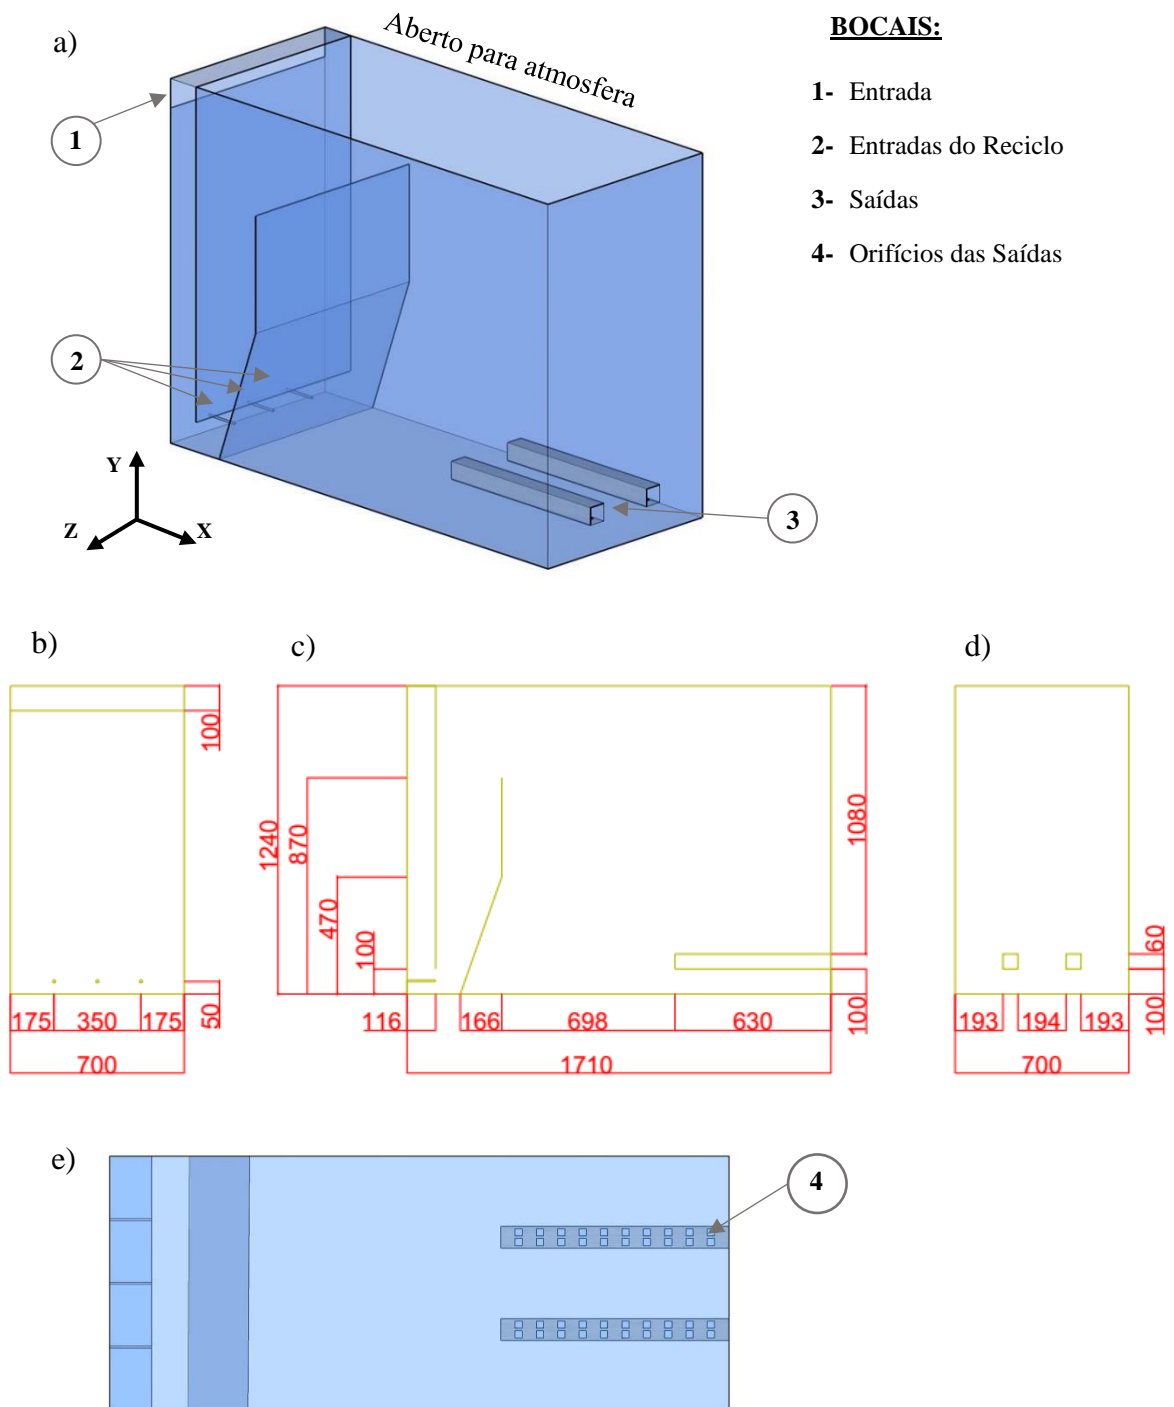 a)
Aberto para atmosfera
BOCAIS:
1- Entrada
2- Entradas do Reciclo
3- Saídas
4- Orifícios das Saídas
1
2
3
Y
Z
X
b)
c)
d)
100
175
350
175
50
700
1240
870
470
100
116
166
698
630
1710
1080
100
193
194
193
700
60
100
e)
4